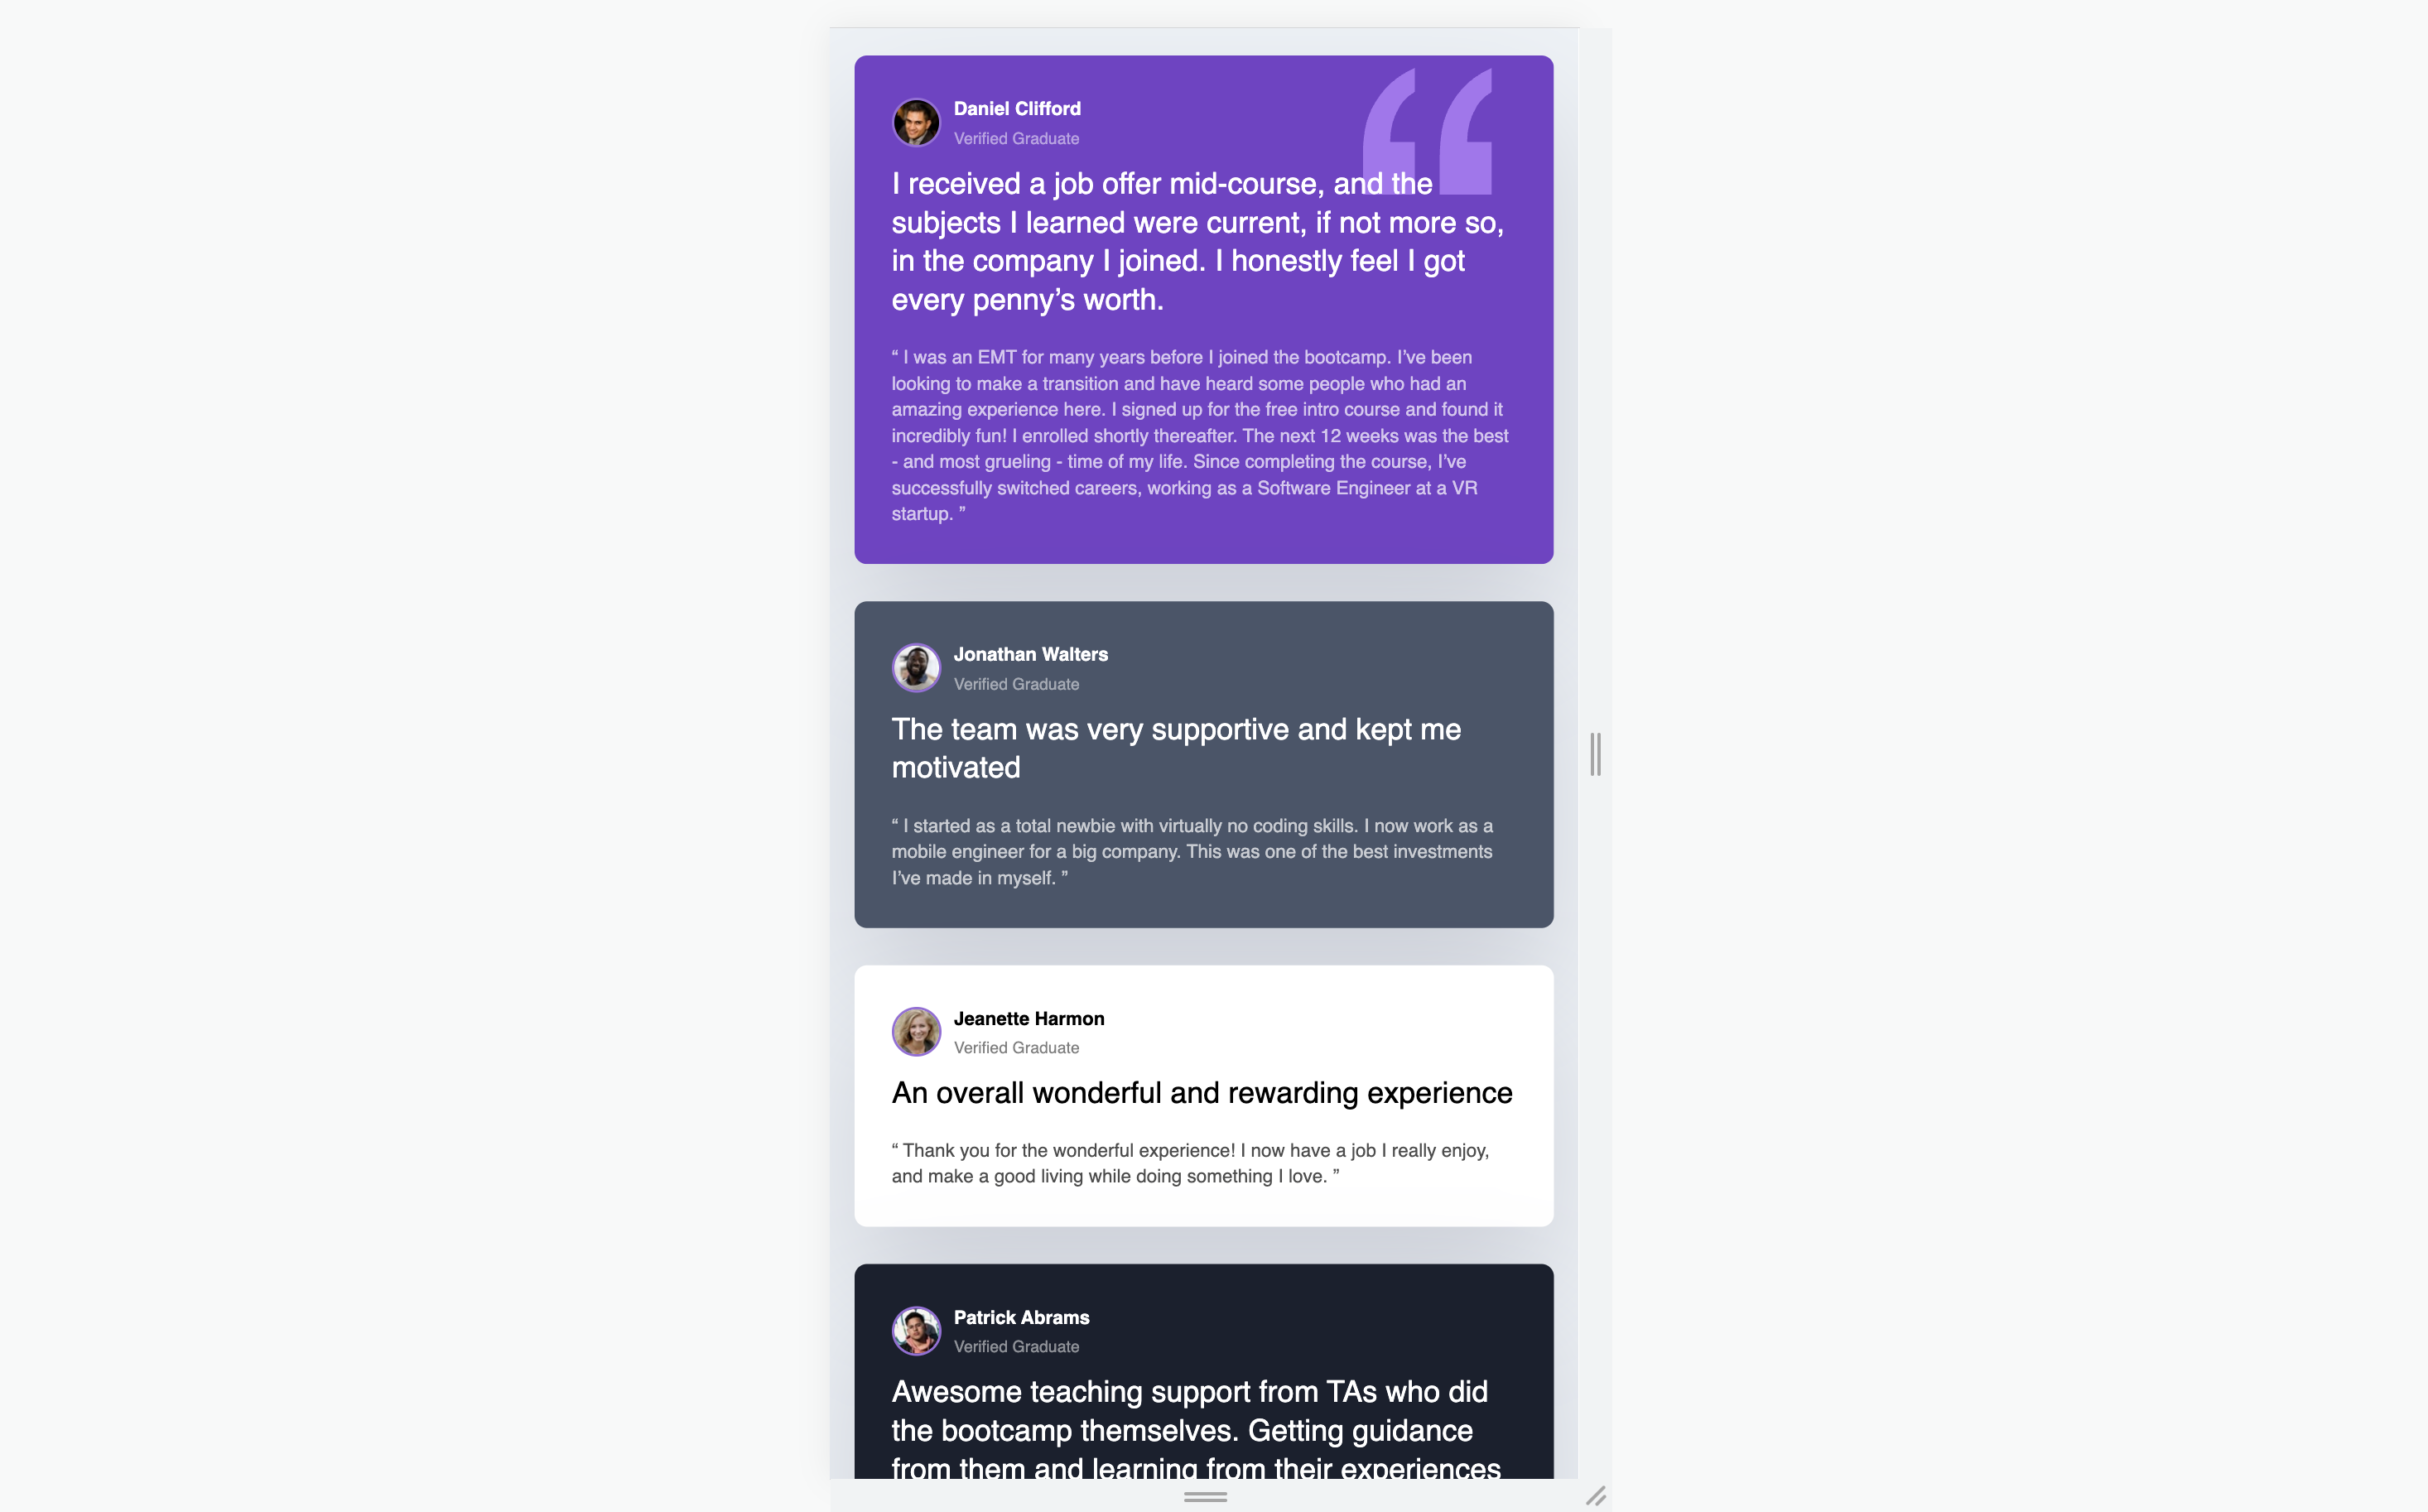 Daniel Clifford
Verified Graduate
I received a job offer mid-course, and the
subjects I learned were current, if not more so,
in the company I joined. I honestly feel I got
every penny’s worth.
“ I was an EMT for many years before I joined the bootcamp. I’ve been
looking to make a transition and have heard some people who had an
amazing experience here. I signed up for the free intro course and found it
incredibly fun! I enrolled shortly thereafter. The next 12 weeks was the best
- and most grueling - time of my life. Since completing the course, I’ve
successfully switched careers, working as a Software Engineer at a VR
startup. ”
Jonathan Walters
Verified Graduate
The team was very supportive and kept me
motivated
“ I started as a total newbie with virtually no coding skills. I now work as a
mobile engineer for a big company. This was one of the best investments
I’ve made in myself. ”
Jeanette Harmon
Verified Graduate
An overall wonderful and rewarding experience
“ Thank you for the wonderful experience! I now have a job I really enjoy,
and make a good living while doing something I love. ”
Patrick Abrams
Verified Graduate
Awesome teaching support from TAs who did
the bootcamp themselves. Getting guidance
from them and learning from their experiences